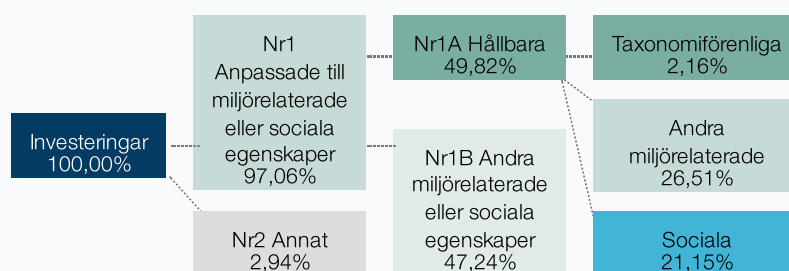 Investeringar
100,00%
Nr1
Anpassade till
miljörelaterade
eller sociala
egenskaper
97,06%
Nr2 Annat
2,94%
Nr1A Hållbara
49,82%
Nr1B Andra
miljörelaterade
eller sociala
egenskaper
47,24%
Taxonomiförenliga
2,16%
Andra
miljörelaterade
26,51%
Sociala
21,15%